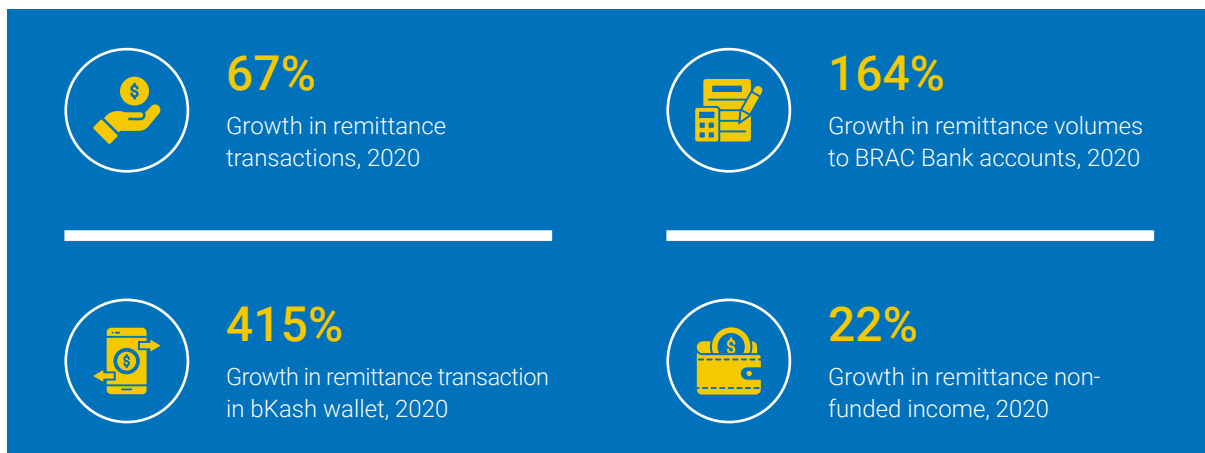 67%
Growth in remittance
transactions, 2020
164%
Growth in remittance volumes
to BRAC Bank accounts, 2020
415%
Growth in remittance transaction
in bKash wallet, 2020
22%
Growth in remittance non-
funded income, 2020